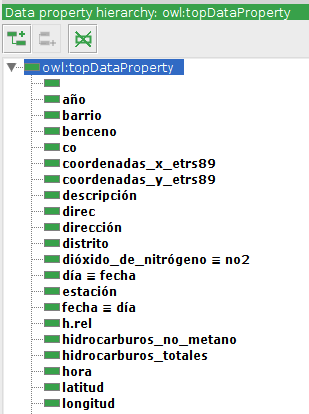 Data property hierarchy: owl:topDataProperty
owl:topDataProperty
año
barrio
benceno
co
coordenadas_x_etrs89
coordenadas_y_etrs89
descripción
direc
dirección
distrito
dióxido_de_nitrógeno ≡ no2
día ≡ fecha
estación
fecha ≡ día
h.rel
hidrocarburos_no_metano
hidrocarburos_totales
hora
latitud
longitud